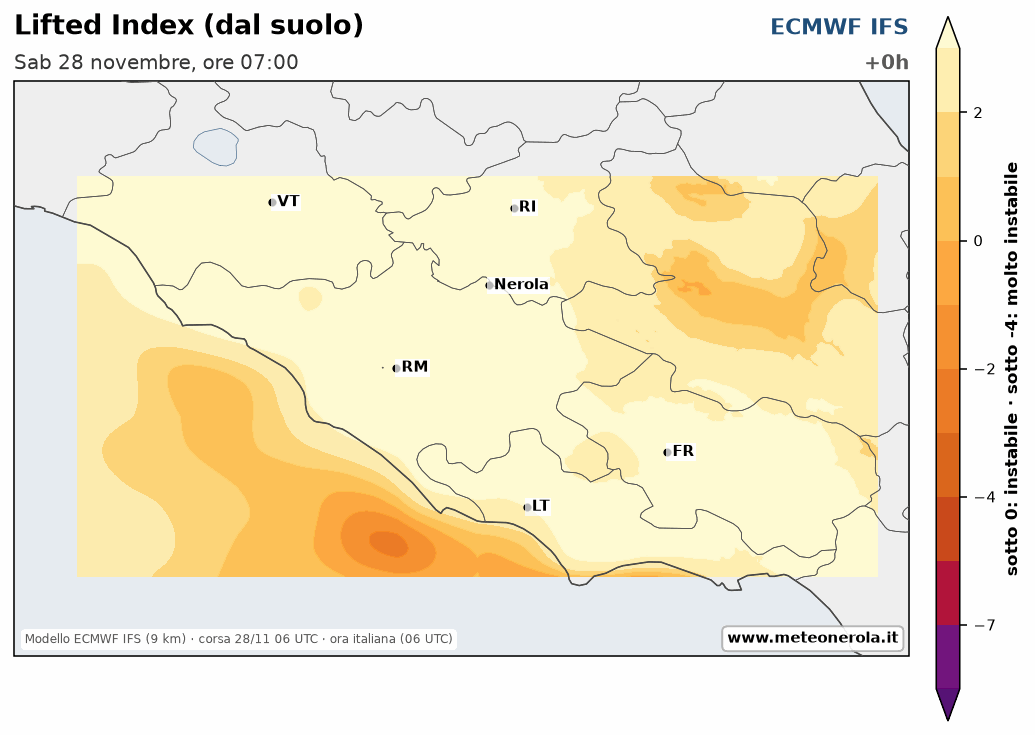 Lifted Index (dal suolo)
ECMWF IFS
Sab 28 novembre, ore 07:00
+0h
VT
RI
Nerola
RM
FR
LT
2
0
−2
−4
−7
sotto 0: instabile · sotto -4: molto instabile
Modello ECMWF IFS (9 km) · corsa 28/11 06 UTC · ora italiana (06 UTC)
www.meteonerola.it